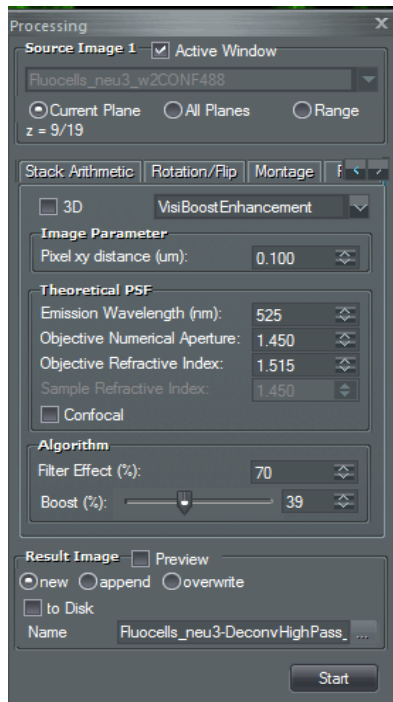 Processing x
Source Image 1 Active Window
Fluocells_neu3_w2CONF488
Current Plane All Planes Range
z = 9/19
Stack Arithmetic Rotation/Flip Montage
3D VisiBoostEnhancement
Image Parameter
Pixel xy distance (um): 0.100
Theoretical PSF
Emission Wavelength (nm): 525
Objective Numerical Aperture: 1.450
Objective Refractive Index: 1.515
Sample Refractive Index: 1.450
Confocal
Algorithm
Filter Effect (%): 70
Boost (%): 39
Result Image Preview
new append overwrite
to Disk
Name Fluocells_neu3-DeconvHighPass_ ...
Start